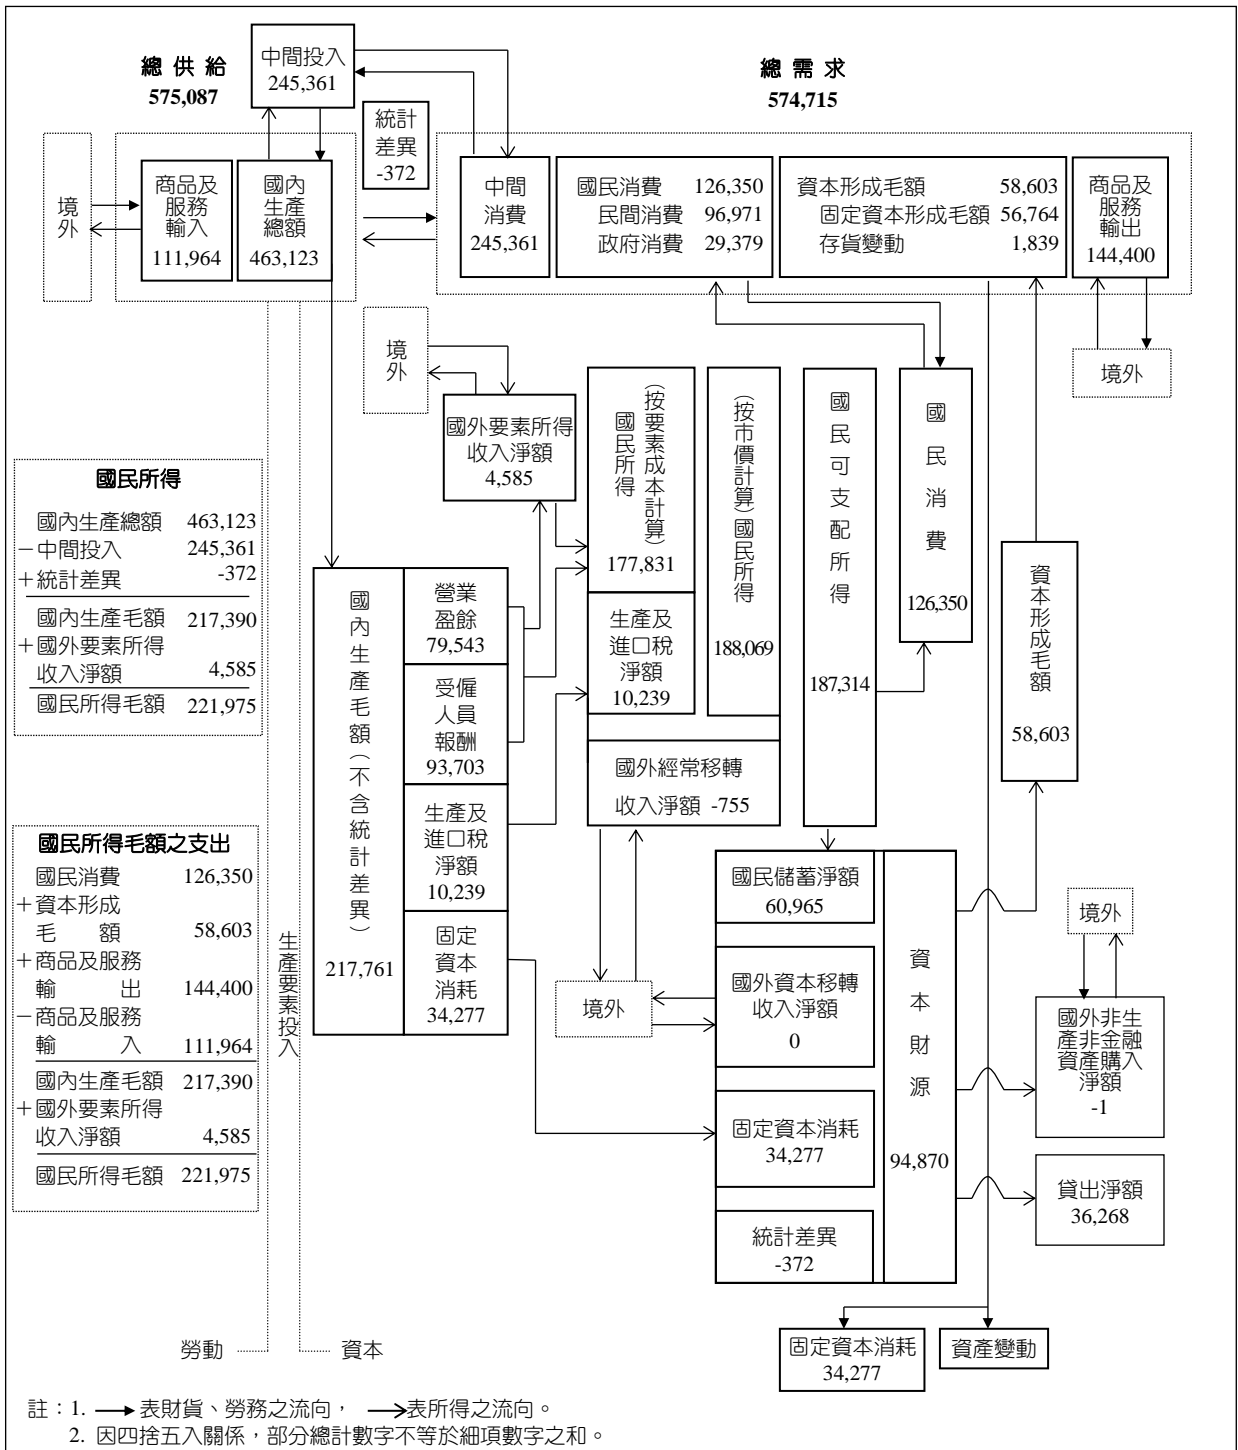 總 供 給
575,087
中間投入
245,361
總 需 求
574,715
統計
差異
-372
境
外
商品及
服務
輸入
111,964
國內
生產
總額
463,123
中間
消費
245,361
國民消費 126,350
民間消費 96,971
政府消費 29,379
資本形成毛額 58,603
固定資本形成毛額 56,764
存貨變動 1,839
商品及
服務
輸出
144,400
境
外
境外
國外要素所得
收入淨額
4,585
(按要素成本計算)
國民所得
177,831
(按市價計算)國民所得
188,069
國民可支配所得
187,314
國民消費
126,350
資本形成毛額
58,603
國民所得
國內生產總額 463,123
－中間投入 245,361
＋統計差異 -372
國內生產毛額 217,390
＋國外要素所得
收入淨額 4,585
國民所得毛額 221,975
國內生產毛額(不含統計差異)
217,761
營業
盈餘
79,543
受僱
人員
報酬
93,703
生產及
進口稅
淨額
10,239
固定
資本
消耗
34,277
生產及
進口稅
淨額
10,239
國外經常移轉
收入淨額 -755
國民所得毛額之支出
國民消費 126,350
＋資本形成
毛 額 58,603
＋商品及服務
輸 出 144,400
－商品及服務
輸 入 111,964
國內生產毛額 217,390
＋國外要素所得
收入淨額 4,585
國民所得毛額 221,975
生產要素投入
境外
國民儲蓄淨額
60,965
國外資本移轉
收入淨額
0
固定資本消耗
34,277
統計差異
-372
資本財源
94,870
境外
國外非生
產非金融
資產購入
淨額
-1
貸出淨額
36,268
固定資本消耗
34,277
資產變動
勞動
資本
註：1. → 表財貨、勞務之流向， →表所得之流向。
2. 因四捨五入關係，部分總計數字不等於細項數字之和。